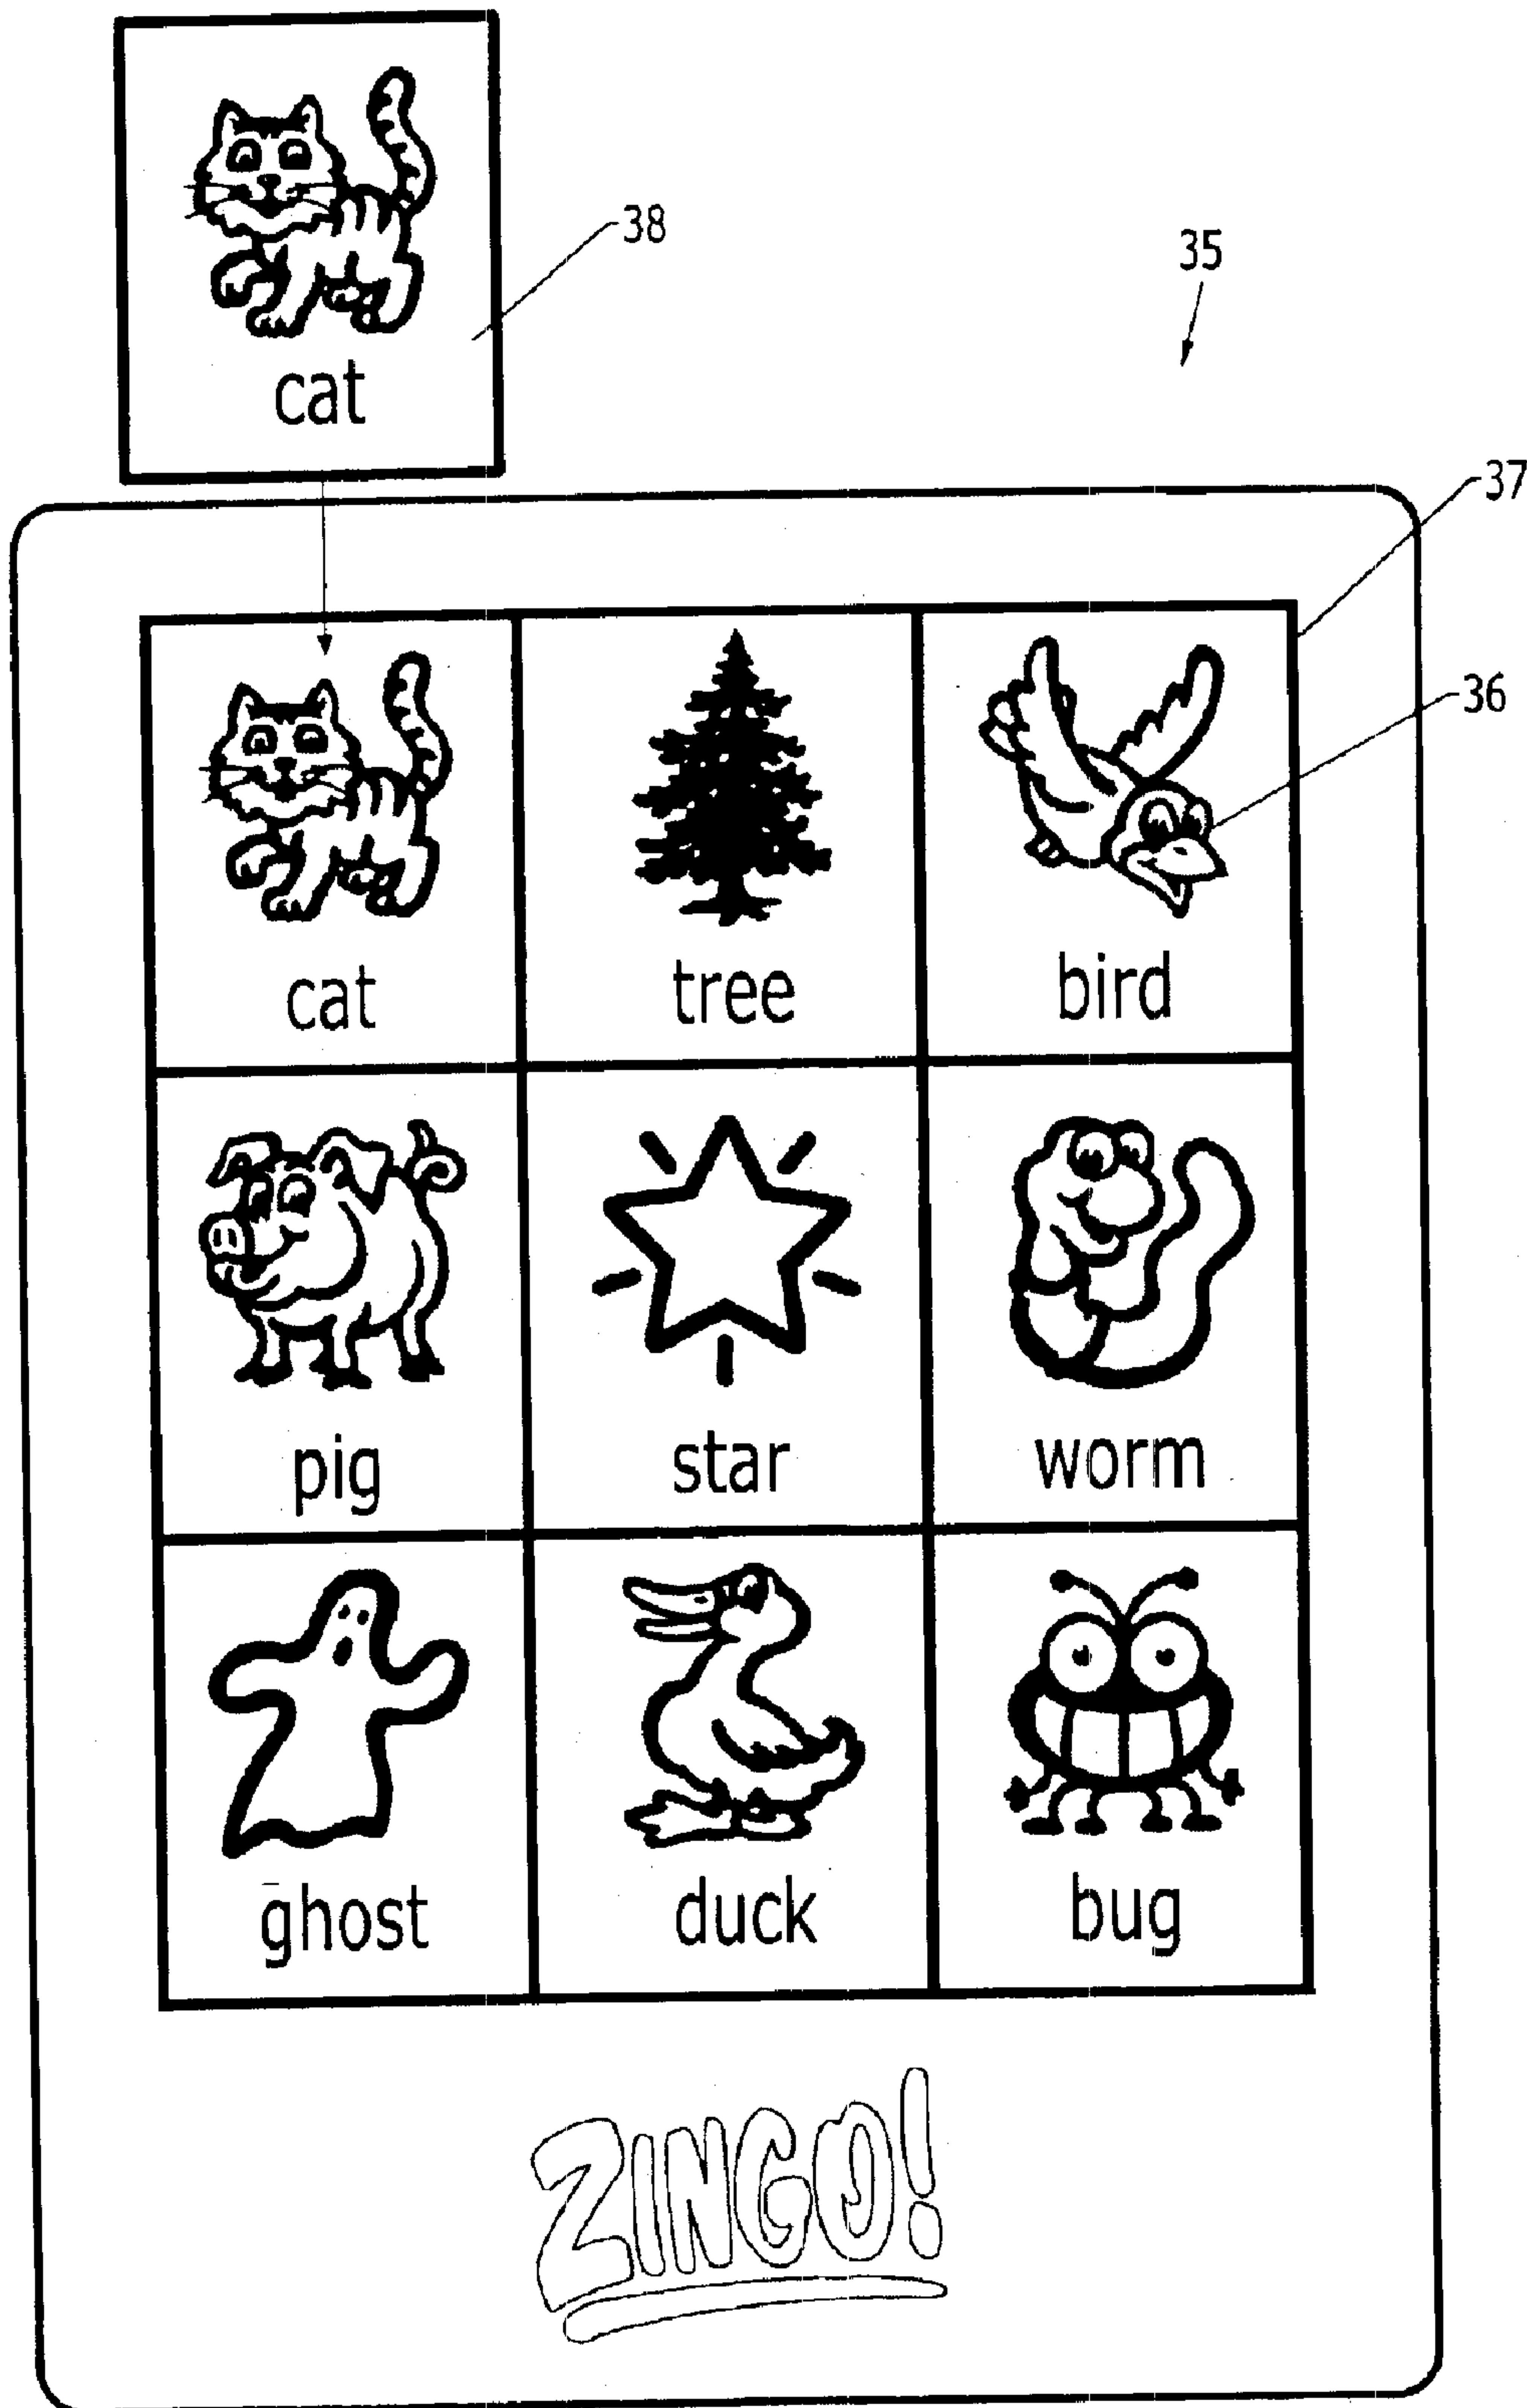 cat
38
35
37
36
cat tree bird
pig star worm
ghost duck bug
ZINGO!